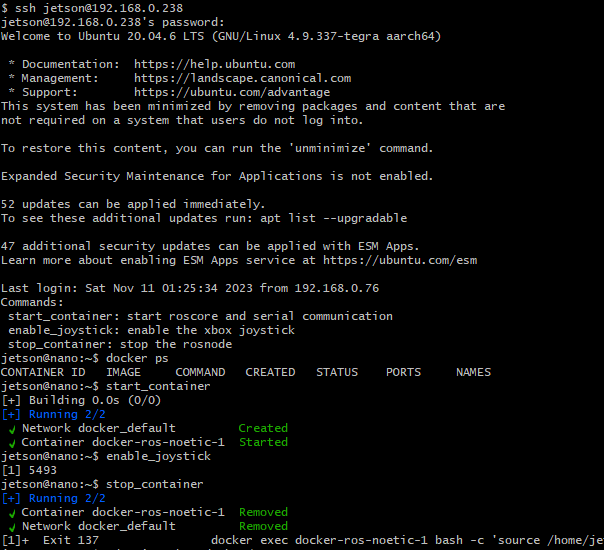 $ ssh jetson@192.168.0.238
jetson@192.168.0.238's password:
Welcome to Ubuntu 20.04.6 LTS (GNU/Linux 4.9.337-tegra aarch64)
* Documentation: https://help.ubuntu.com
* Management: https://landscape.canonical.com
* Support: https://ubuntu.com/advantage
This system has been minimized by removing packages and content that are
not required on a system that users do not log into.
To restore this content, you can run the 'unminimize' command.
Expanded Security Maintenance for Applications is not enabled.
52 updates can be applied immediately.
To see these additional updates run: apt list --upgradable
47 additional security updates can be applied with ESM Apps.
Learn more about enabling ESM Apps service at https://ubuntu.com/esm
Last login: Sat Nov 11 01:25:34 2023 from 192.168.0.76
Commands:
start_container: start roscore and serial communication
enable_joystick: enable the xbox joystick
stop_container: stop the rosnode
jetson@nano:~$ docker ps
CONTAINER ID IMAGE COMMAND CREATED STATUS PORTS NAMES
jetson@nano:~$ start_container
[+] Building 0.0s (0/0)
[+] Running 2/2
✓ Network docker_default Created
✓ Container docker-ros-noetic-1 Started
jetson@nano:~$ enable_joystick
[1] 5493
jetson@nano:~$ stop_container
[+] Running 2/2
✓ Container docker-ros-noetic-1 Removed
✓ Network docker_default Removed
[1]+ Exit 137 docker exec docker-ros-noetic-1 bash -c 'source /home/je